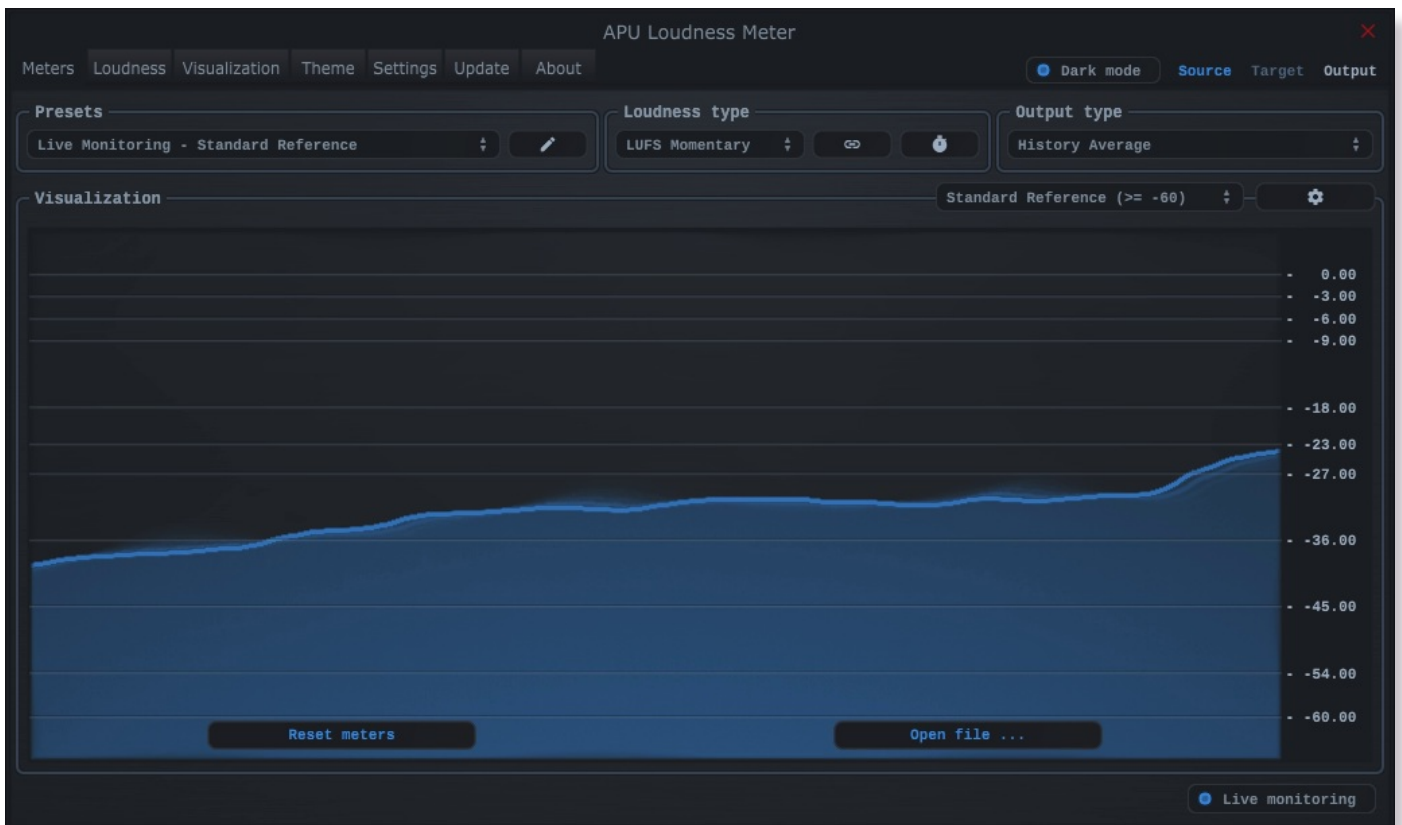 APU Loudness Meter
Meters Loudness Visualization Theme Settings Update About Dark mode Source Target Output
Presets Loudness type Output type
Live Monitoring - Standard Reference LUFS Momentary History Average
Visualization Standard Reference (>= -60)
- 0.00
- -3.00
- -6.00
- -9.00
- -18.00
- -23.00
- -27.00
- -36.00
- -45.00
- -54.00
- -60.00
Reset meters Open file ...
Live monitoring